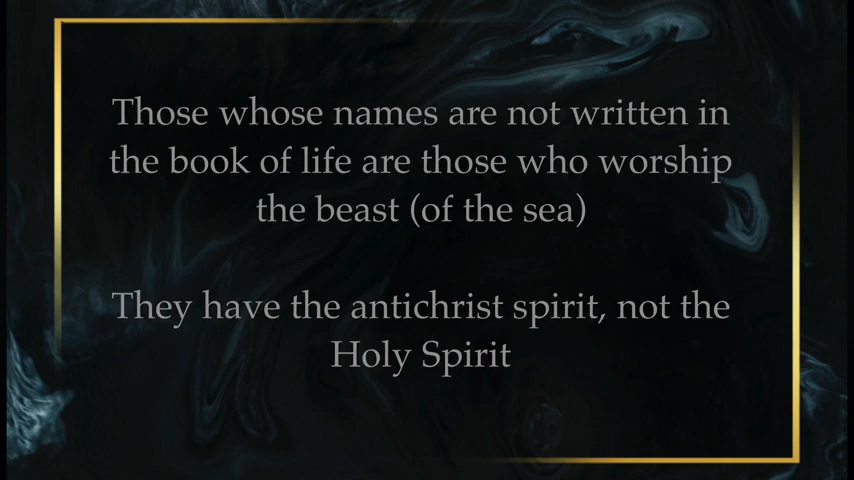 Those whose names are not written in
the book of life are those who worship
the beast (of the sea)
They have the antichrist spirit, not the
Holy Spirit